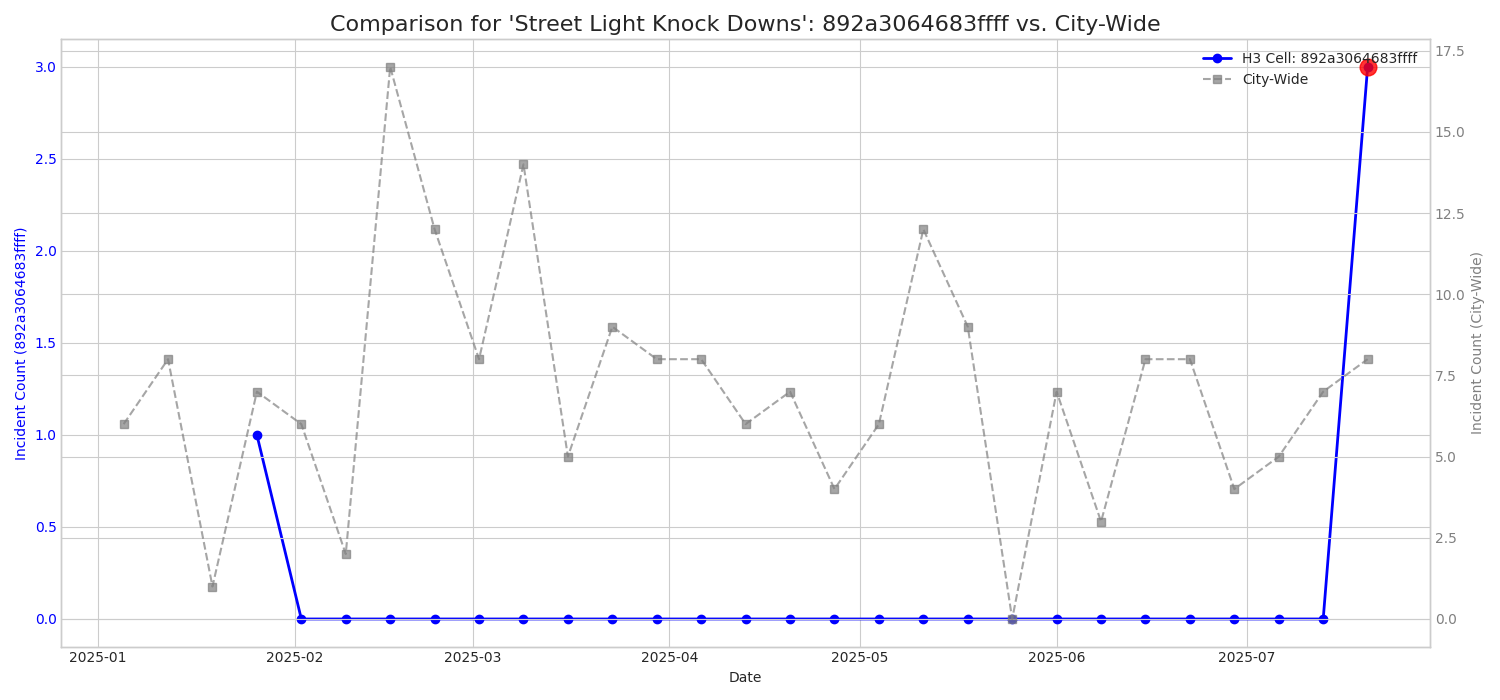 Comparison for 'Street Light Knock Downs': 892a3064683ffff vs. City-Wide
H3 Cell: 892a3064683ffff
City-Wide
Incident Count (892a3064683ffff)
3.0
2.5
2.0
1.5
1.0
0.5
0.0
17.5
15.0
12.5
10.0
7.5
5.0
2.5
0.0
Incident Count (City-Wide)
2025-01 2025-02 2025-03 2025-04 2025-05 2025-06 2025-07
Date